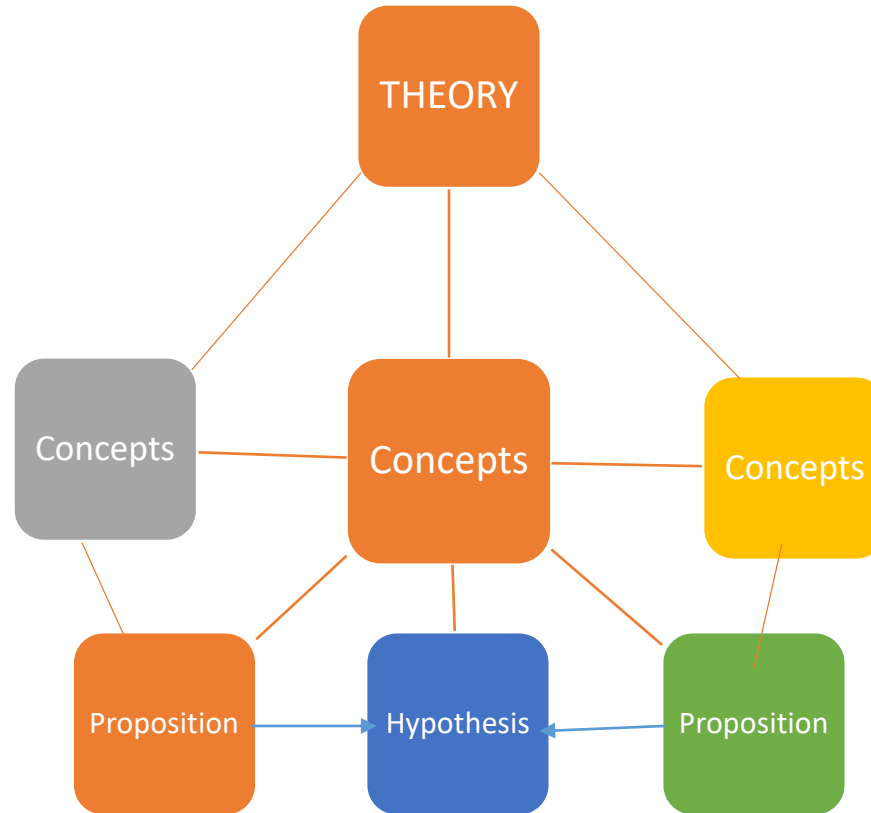 THEORY
Concepts
Concepts
Concepts
Proposition
Hypothesis
Proposition